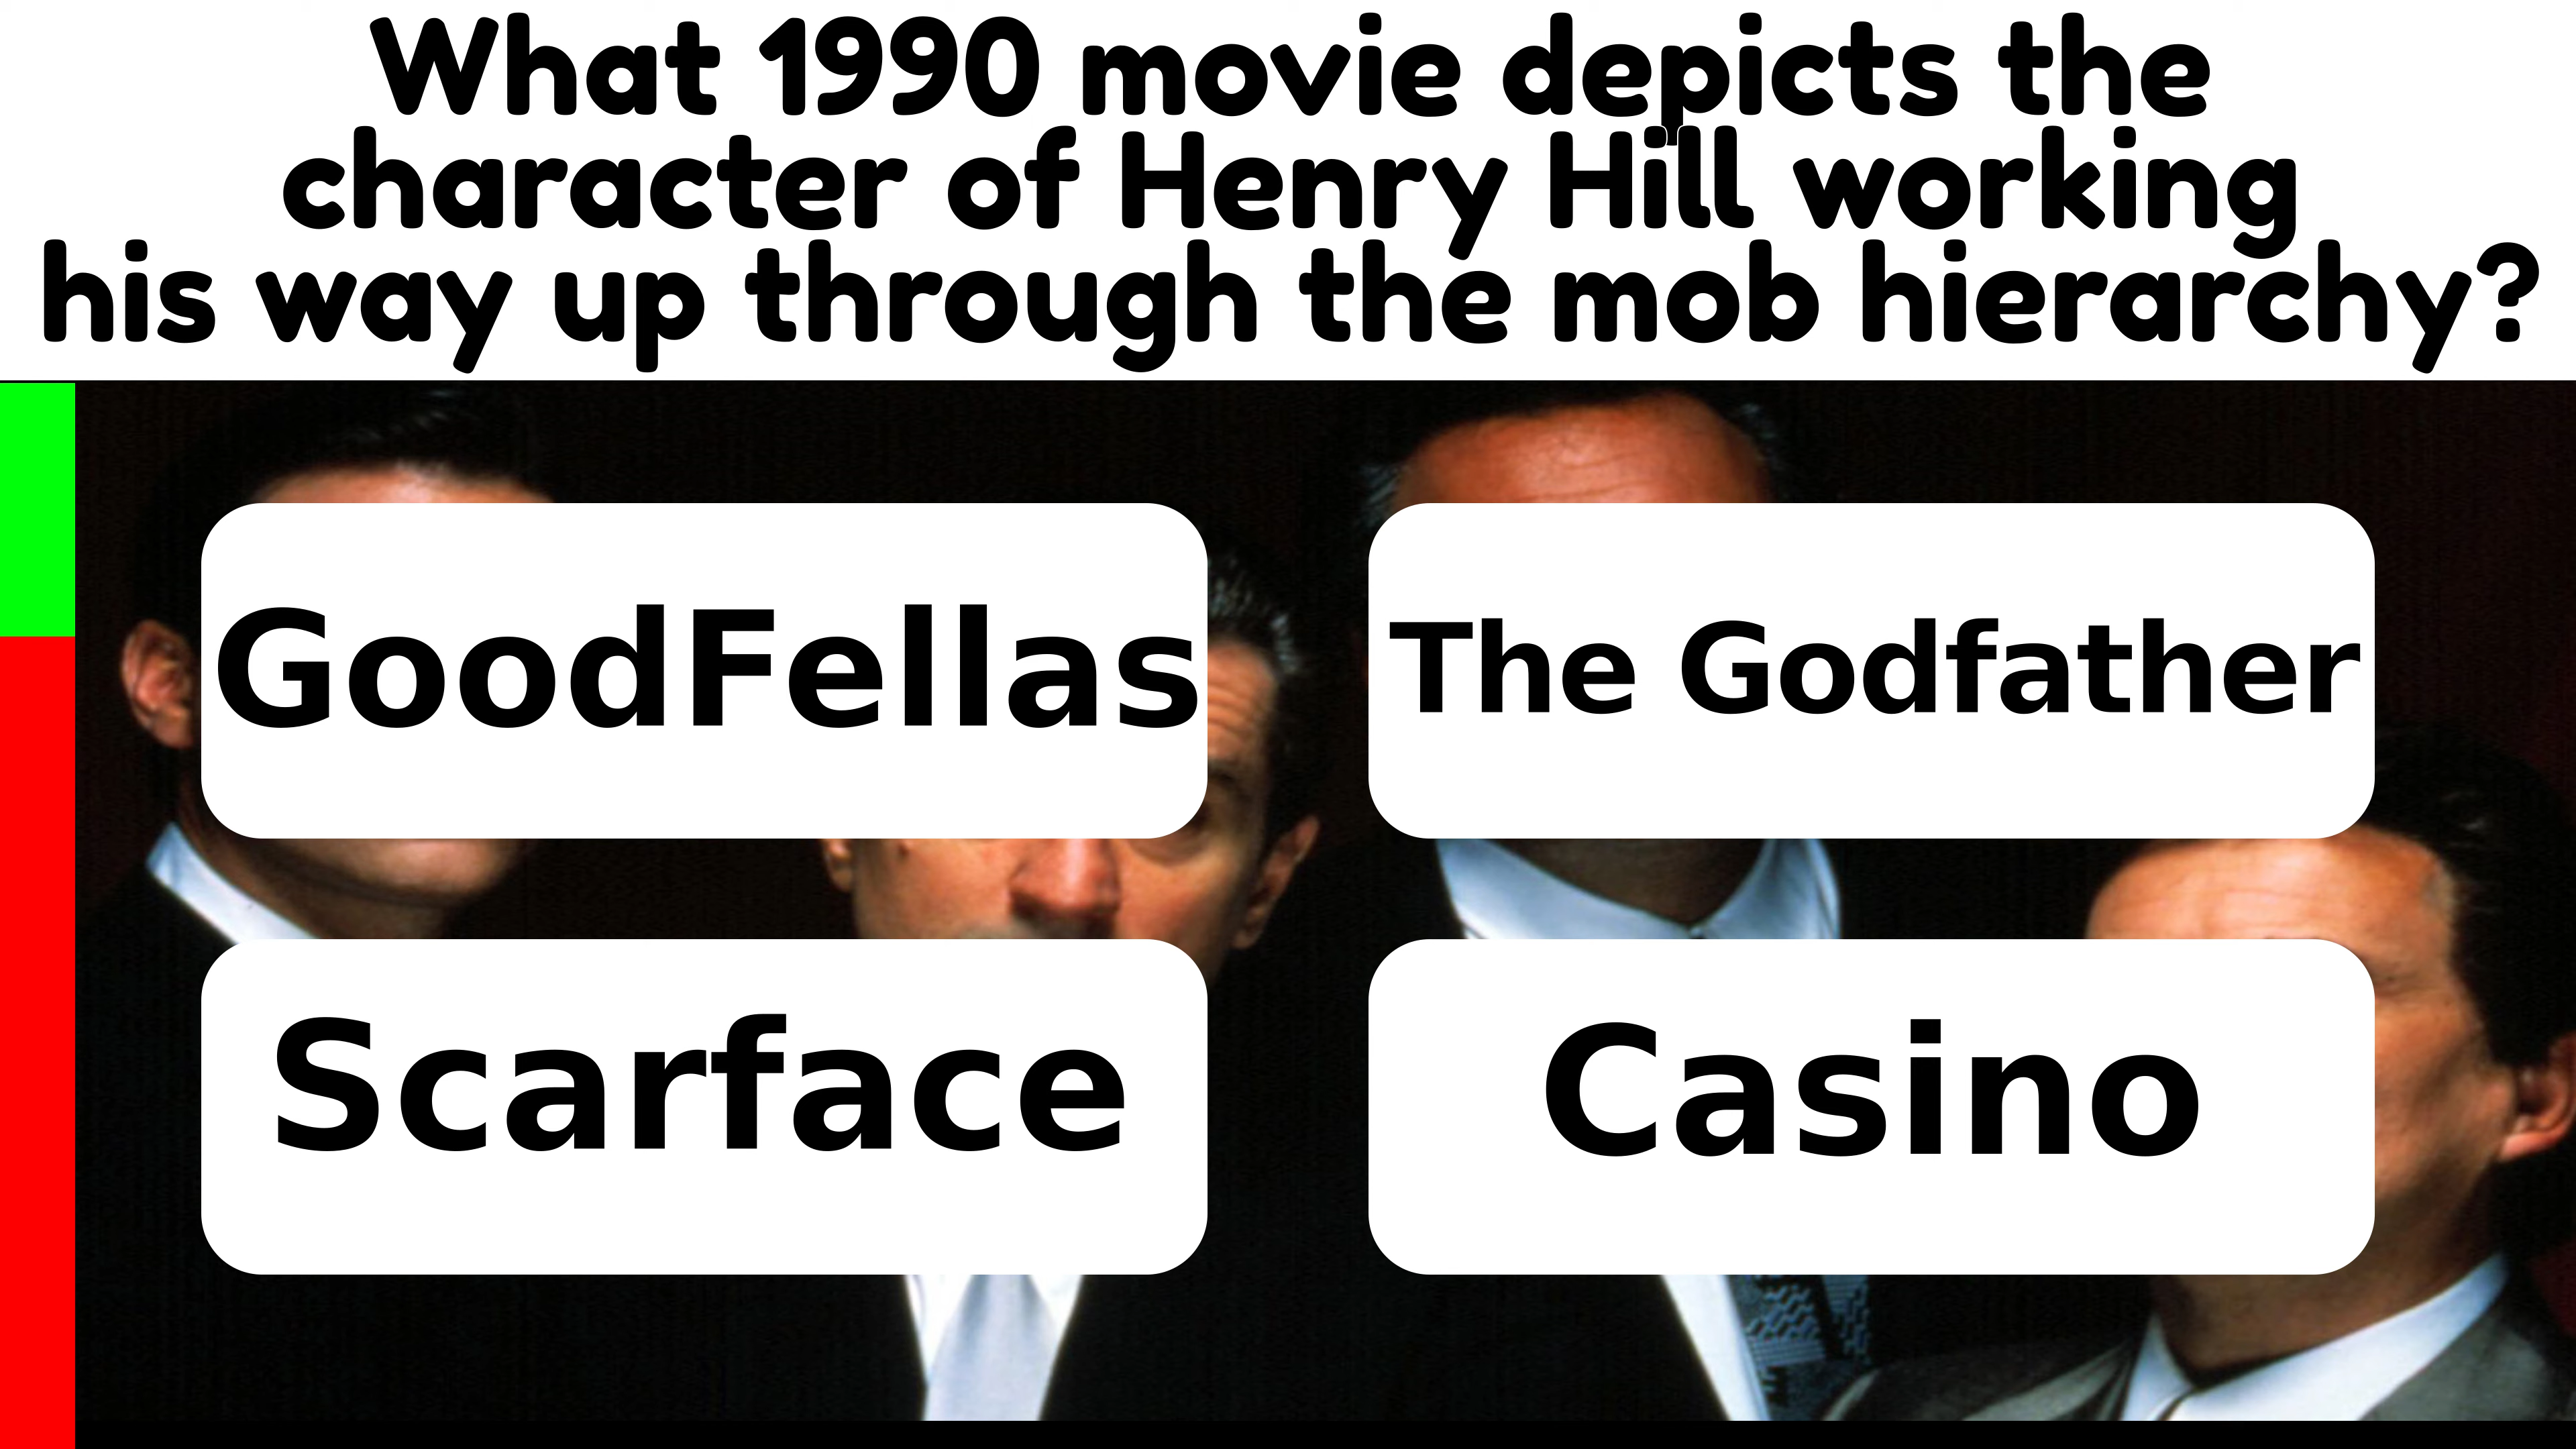 What 1990 movie depicts the
character of Henry Hill working
his way up through the mob hierarchy?
GoodFellas
The Godfather
Scarface
Casino